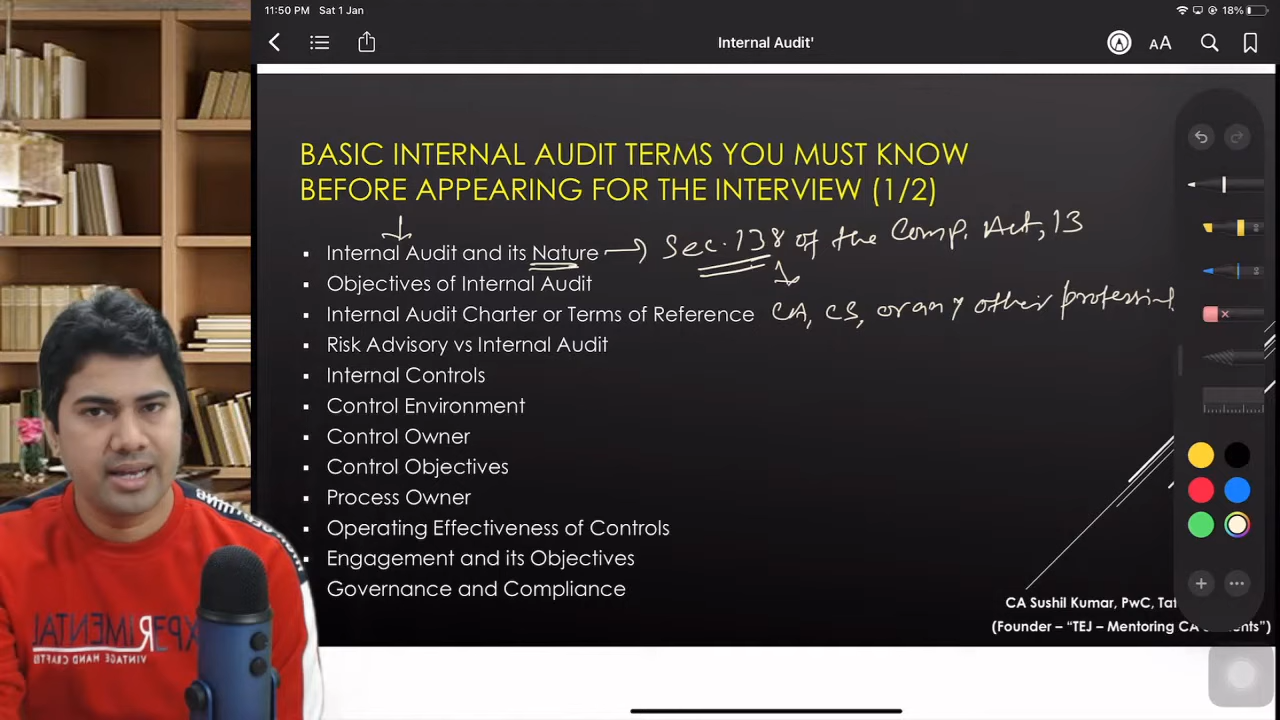 11:50 PM Sat 1 Jan
18%
Internal Audit'
AA
BASIC INTERNAL AUDIT TERMS YOU MUST KNOW
BEFORE APPEARING FOR THE INTERVIEW (1/2)
▪ Internal Audit and its Nature → Sec. 138 of the Comp. Act, 13
▪ Objectives of Internal Audit
▪ Internal Audit Charter or Terms of Reference CA, CS, or any other
▪ Risk Advisory vs Internal Audit
▪ Internal Controls
▪ Control Environment
▪ Control Owner
▪ Control Objectives
▪ Process Owner
▪ Operating Effectiveness of Controls
▪ Engagement and its Objectives
Governance and Compliance
CA Sushil Kumar, PwC,
(Founder – "TEJ – Mentoring CA
EXPERIMENTAL
VINTAGE HAND